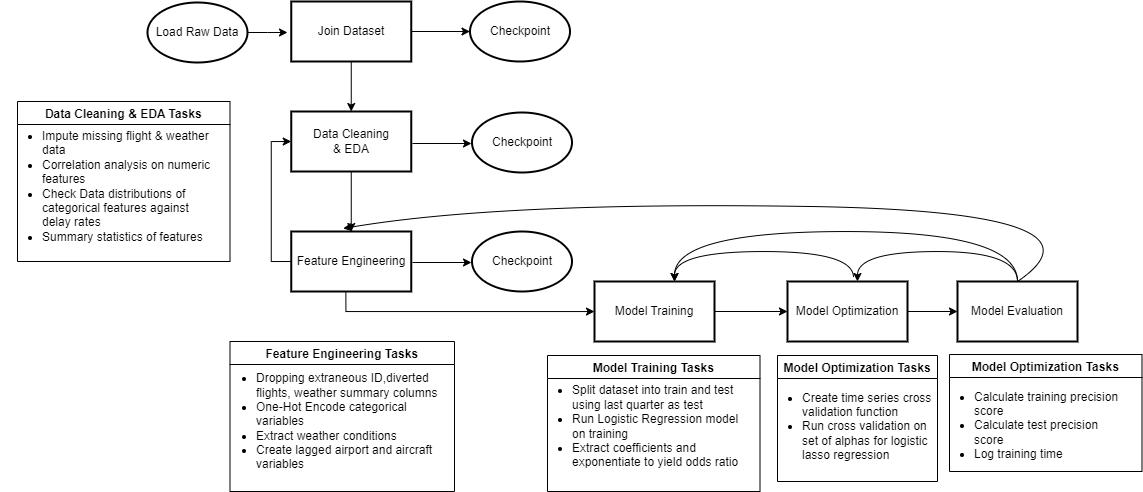 Load Raw Data
Join Dataset
Checkpoint
Data Cleaning & EDA Tasks
• Impute missing flight & weather
data
• Correlation analysis on numeric
features
• Check Data distributions of
categorical features against
delay rates
• Summary statistics of features
Data Cleaning
& EDA
Checkpoint
Feature Engineering
Checkpoint
Model Training
Model Optimization
Model Evaluation
Feature Engineering Tasks
• Dropping extraneous ID,diverted
flights, weather summary columns
• One-Hot Encode categorical
variables
• Extract weather conditions
• Create lagged airport and aircraft
variables
Model Training Tasks
• Split dataset into train and test
using last quarter as test
• Run Logistic Regression model
on training
• Extract coefficients and
exponentiate to yield odds ratio
Model Optimization Tasks
• Create time series cross
validation function
• Run cross validation on
set of alphas for logistic
lasso regression
Model Optimization Tasks
• Calculate training precision
score
• Calculate test precision
score
• Log training time